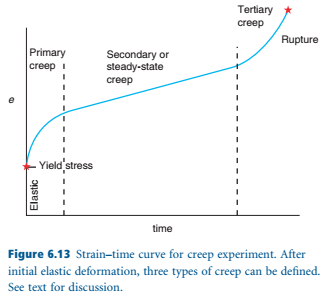 Tertiary
creep
Rupture
Primary
creep
Secondary or
steady-state
creep
e
Yield stress
Elastic
time
Figure 6.13 Strain–time curve for creep experiment. After
initial elastic deformation, three types of creep can be defined.
See text for discussion.